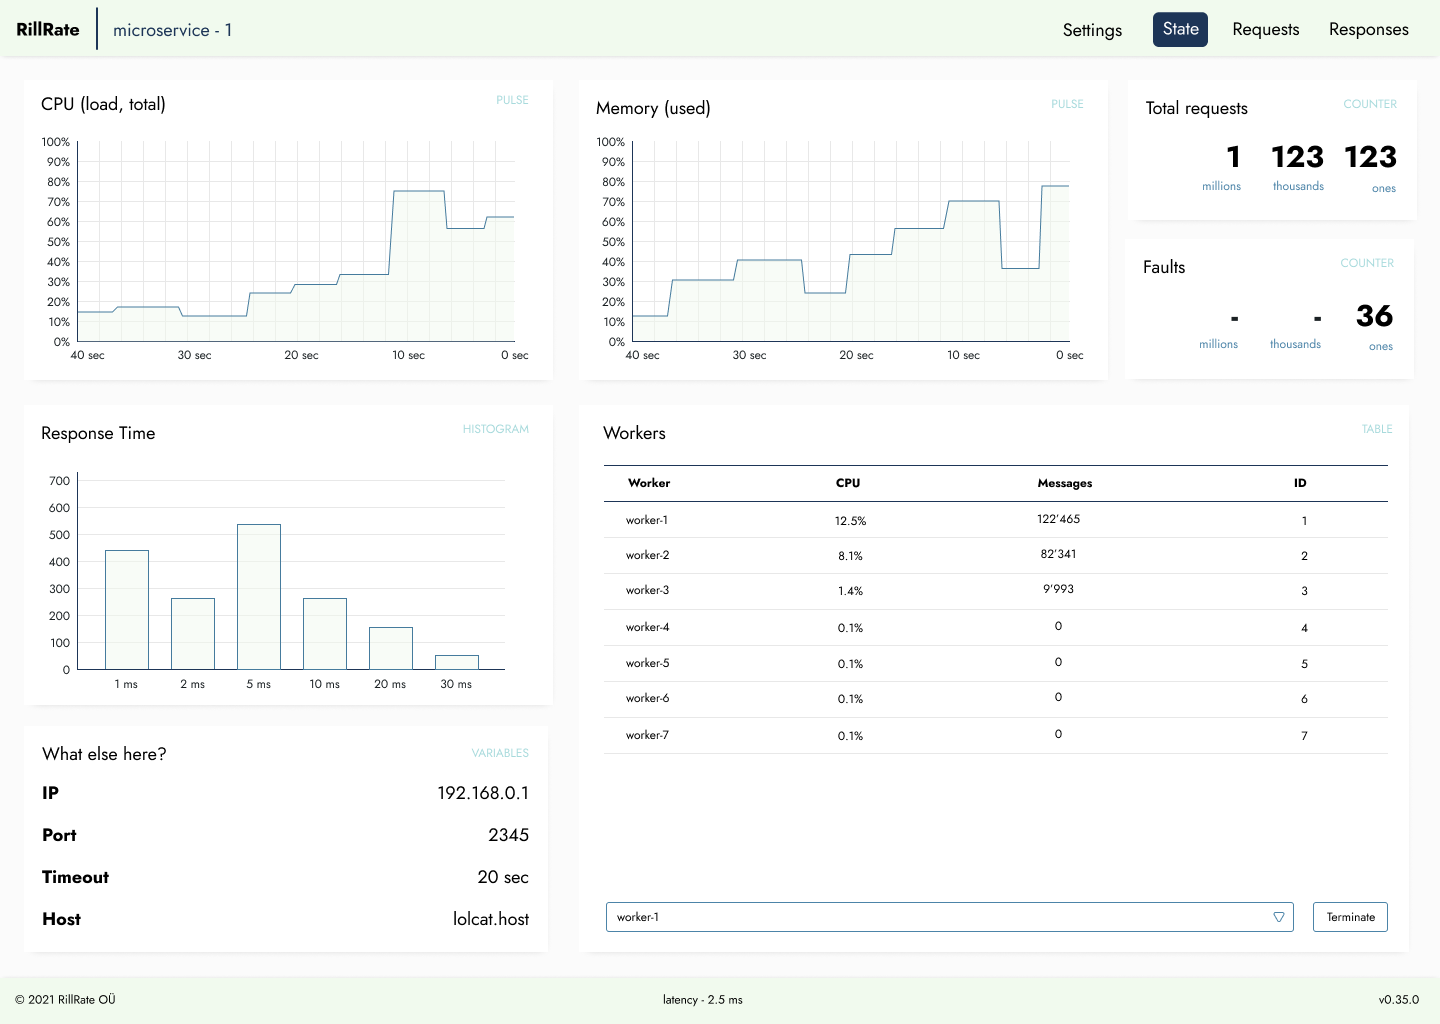 RillRate
microservice - 1
Settings
State
Requests
Responses
CPU (load, total)
PULSE
100%
90%
80%
70%
60%
50%
40%
30%
20%
10%
0%
40 sec 30 sec 20 sec 10 sec 0 sec
Memory (used)
PULSE
100%
90%
80%
70%
60%
50%
40%
30%
20%
10%
0%
40 sec 30 sec 20 sec 10 sec 0 sec
Total requests
COUNTER
1 123 123
millions thousands ones
Faults
COUNTER
- - 36
millions thousands ones
Response Time
HISTOGRAM
700
600
500
400
300
200
100
0
1 ms 2 ms 5 ms 10 ms 20 ms 30 ms
Workers
TABLE
Worker CPU Messages ID
worker-1 12.5% 122’465 1
worker-2 8.1% 82’341 2
worker-3 1.4% 9’993 3
worker-4 0.1% 0 4
worker-5 0.1% 0 5
worker-6 0.1% 0 6
worker-7 0.1% 0 7
worker-1
Terminate
What else here?
VARIABLES
IP 192.168.0.1
Port 2345
Timeout 20 sec
Host lolcat.host
© 2021 RillRate OÜ
latency - 2.5 ms
v0.35.0